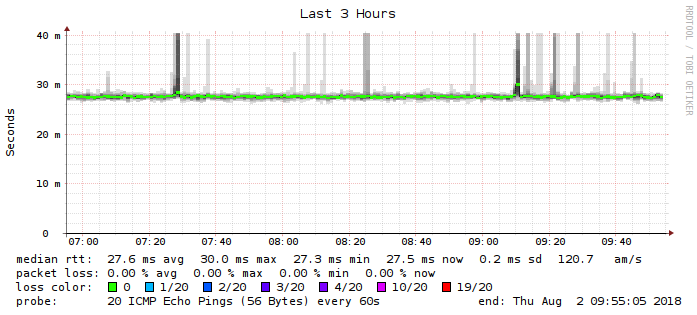 Last 3 Hours
RRDTOOL / TOBI OETIKER
Seconds
40 m
30 m
20 m
10 m
0
07:00 07:20 07:40 08:00 08:20 08:40 09:00 09:20 09:40
median rtt: 27.6 ms avg 30.0 ms max 27.3 ms min 27.5 ms now 0.2 ms sd 120.7 am/s
packet loss: 0.00 % avg 0.00 % max 0.00 % min 0.00 % now
loss color: 0 1/20 2/20 3/20 4/20 10/20 19/20
probe: 20 ICMP Echo Pings (56 Bytes) every 60s end: Thu Aug 2 09:55:05 2018